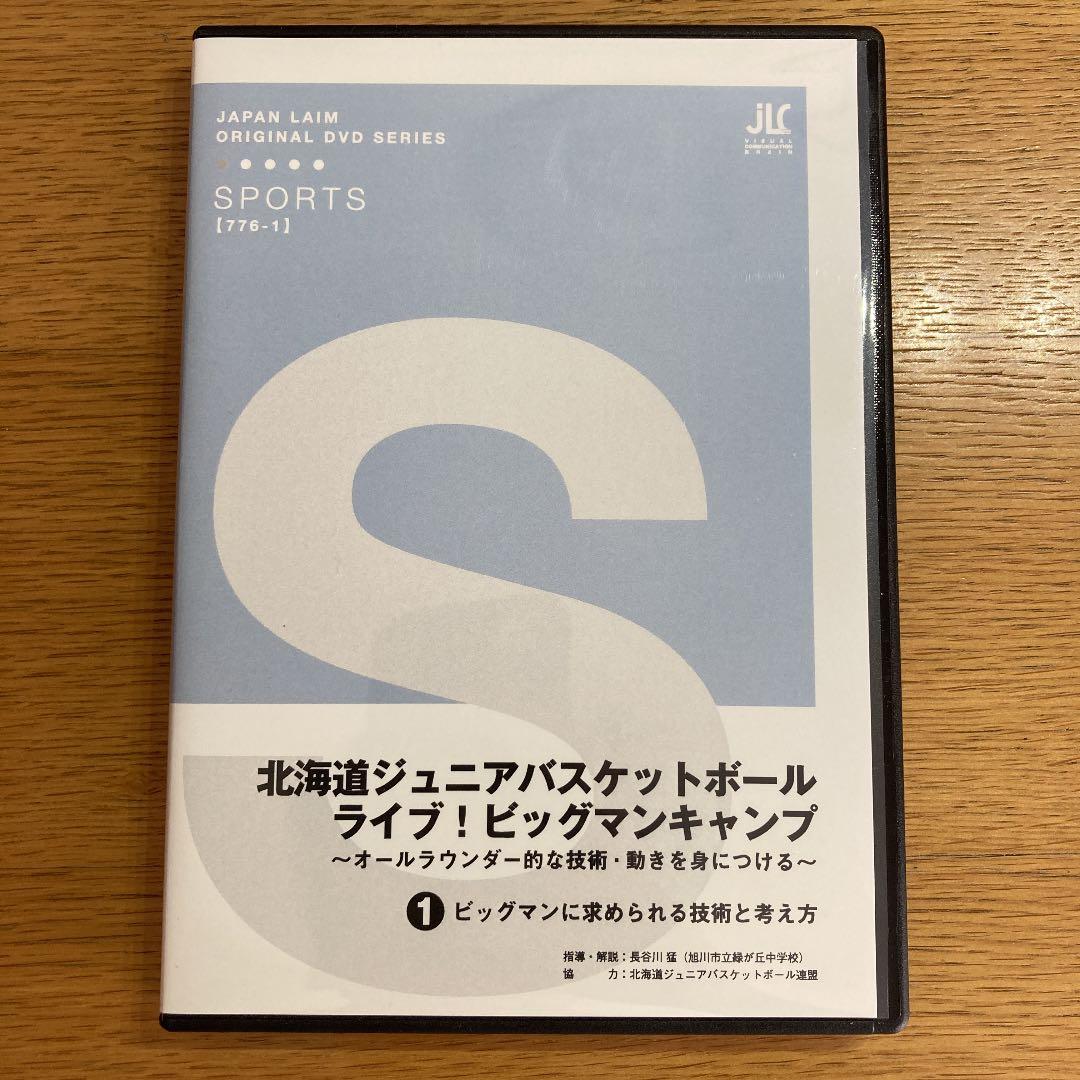 JAPAN LAIM
ORIGINAL DVD SERIES
SPORTS
【776-1】
JLC
VISUAL
COMMUNICATION
BRAIN
S
北海道ジュニアバスケットボール
ライブ！ビッグマンキャンプ
～オールラウンダー的な技術・動きを身につける～
❶ ビッグマンに求められる技術と考え方
指導・解説：長谷川 猛（旭川市立緑が丘中学校）
協　　力：北海道ジュニアバスケットボール連盟